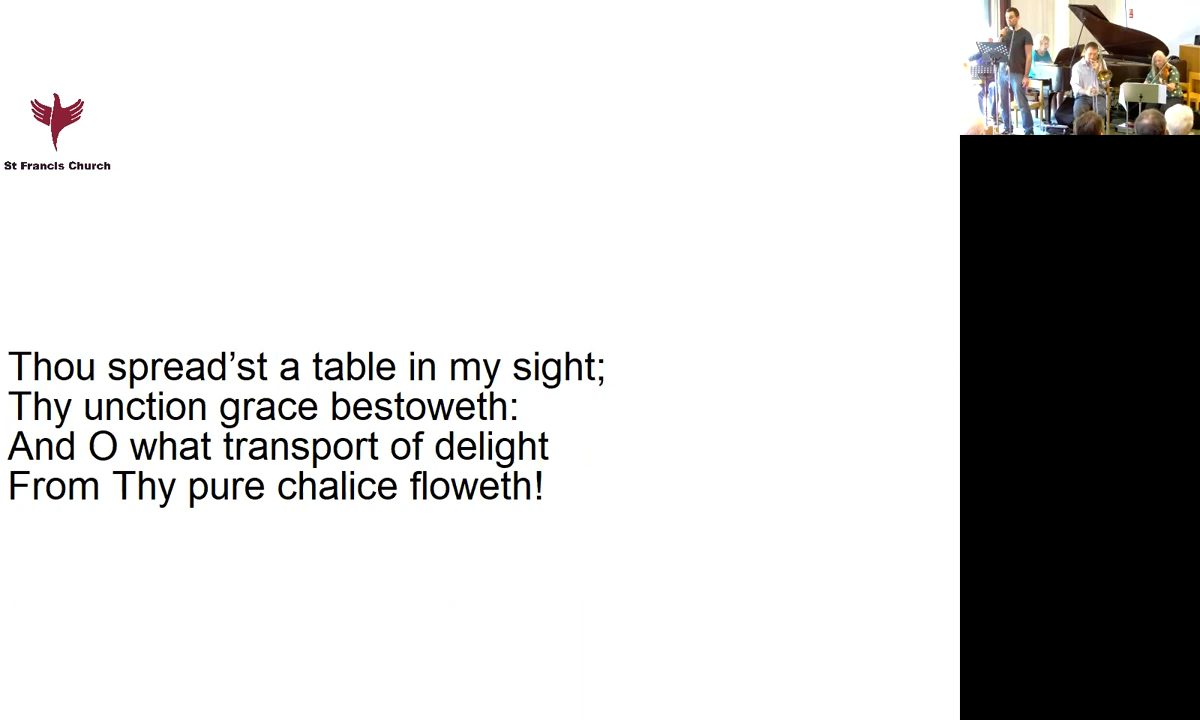 St Francis Church
Thou spread’st a table in my sight;
Thy unction grace bestoweth:
And O what transport of delight
From Thy pure chalice floweth!